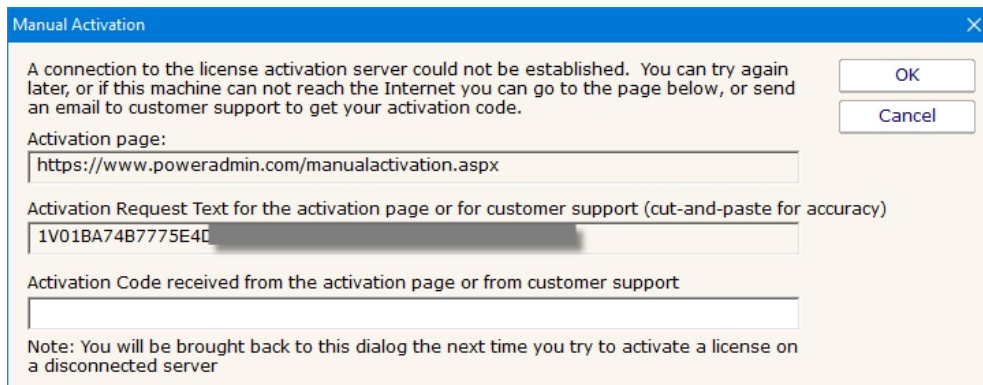 Manual Activation
A connection to the license activation server could not be established.  You can try again
later, or if this machine can not reach the Internet you can go to the page below, or send
an email to customer support to get your activation code.
OK
Cancel
Activation page:
https://www.poweradmin.com/manualactivation.aspx
Activation Request Text for the activation page or for customer support (cut-and-paste for accuracy)
1V01BA74B7775E4D
Activation Code received from the activation page or from customer support
Note: You will be brought back to this dialog the next time you try to activate a license on
a disconnected server